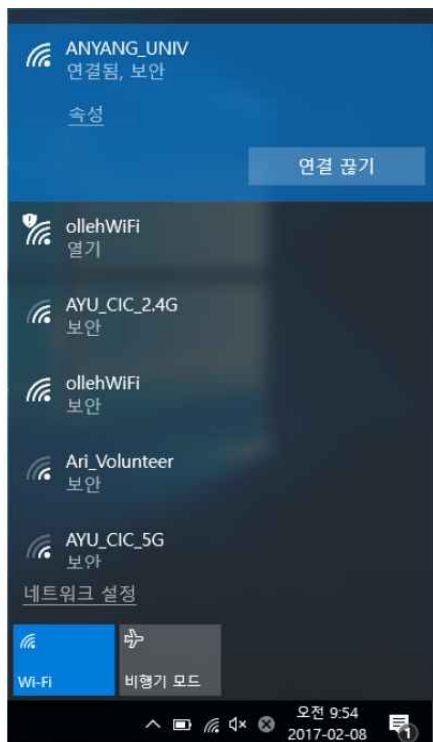 ANYANG_UNIV
연결됨, 보안
속성
연결 끊기
ollehWiFi
열기
AYU_CIC_2.4G
보안
ollehWiFi
보안
Ari_Volunteer
보안
AYU_CIC_5G
보안
네트워크 설정
Wi-Fi
비행기 모드
오전 9:54
2017-02-08
1